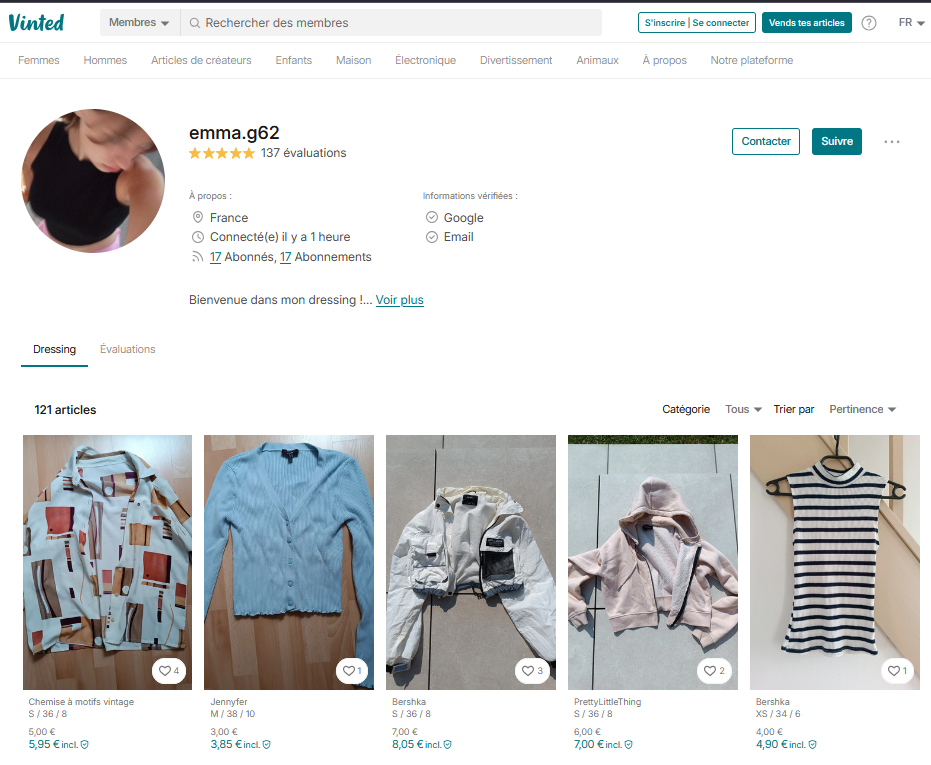 Vinted
Membres
Rechercher des membres
S'inscrire | Se connecter
Vends tes articles
?
FR
Femmes
Hommes
Articles de créateurs
Enfants
Maison
Électronique
Divertissement
Animaux
À propos
Notre plateforme
emma.g62
137 évaluations
Contacter
Suivre
...
À propos :
France
Connecté(e) il y a 1 heure
17 Abonnés, 17 Abonnements
Informations vérifiées :
Google
Email
Bienvenue dans mon dressing !... Voir plus
Dressing
Évaluations
121 articles
Catégorie
Tous
Trier par
Pertinence
4
Chemise à motifs vintage
S / 36 / 8
5,00 €
5,95 € incl.
1
Jennyfer
M / 38 / 10
3,00 €
3,85 € incl.
3
Bershka
S / 36 / 8
7,00 €
8,05 € incl.
2
PrettyLittleThing
S / 36 / 8
6,00 €
7,00 € incl.
1
Bershka
XS / 34 / 6
4,00 €
4,90 € incl.